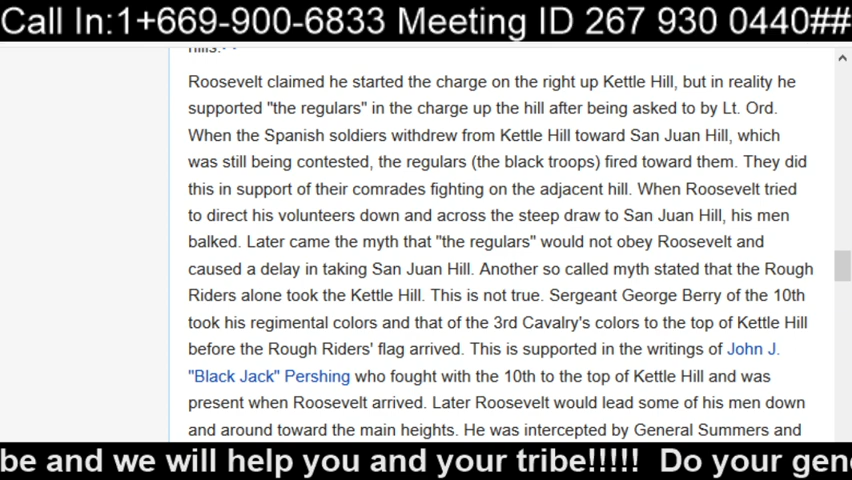 Call In:1+669-900-6833 Meeting ID 267 930 0440##
hills.
Roosevelt claimed he started the charge on the right up Kettle Hill, but in reality he
supported "the regulars" in the charge up the hill after being asked to by Lt. Ord.
When the Spanish soldiers withdrew from Kettle Hill toward San Juan Hill, which
was still being contested, the regulars (the black troops) fired toward them. They did
this in support of their comrades fighting on the adjacent hill. When Roosevelt tried
to direct his volunteers down and across the steep draw to San Juan Hill, his men
balked. Later came the myth that "the regulars" would not obey Roosevelt and
caused a delay in taking San Juan Hill. Another so called myth stated that the Rough
Riders alone took the Kettle Hill. This is not true. Sergeant George Berry of the 10th
took his regimental colors and that of the 3rd Cavalry's colors to the top of Kettle Hill
before the Rough Riders' flag arrived. This is supported in the writings of John J.
"Black Jack" Pershing who fought with the 10th to the top of Kettle Hill and was
present when Roosevelt arrived. Later Roosevelt would lead some of his men down
and around toward the main heights. He was intercepted by General Summers and
be and we will help you and your tribe!!!!! Do your gen